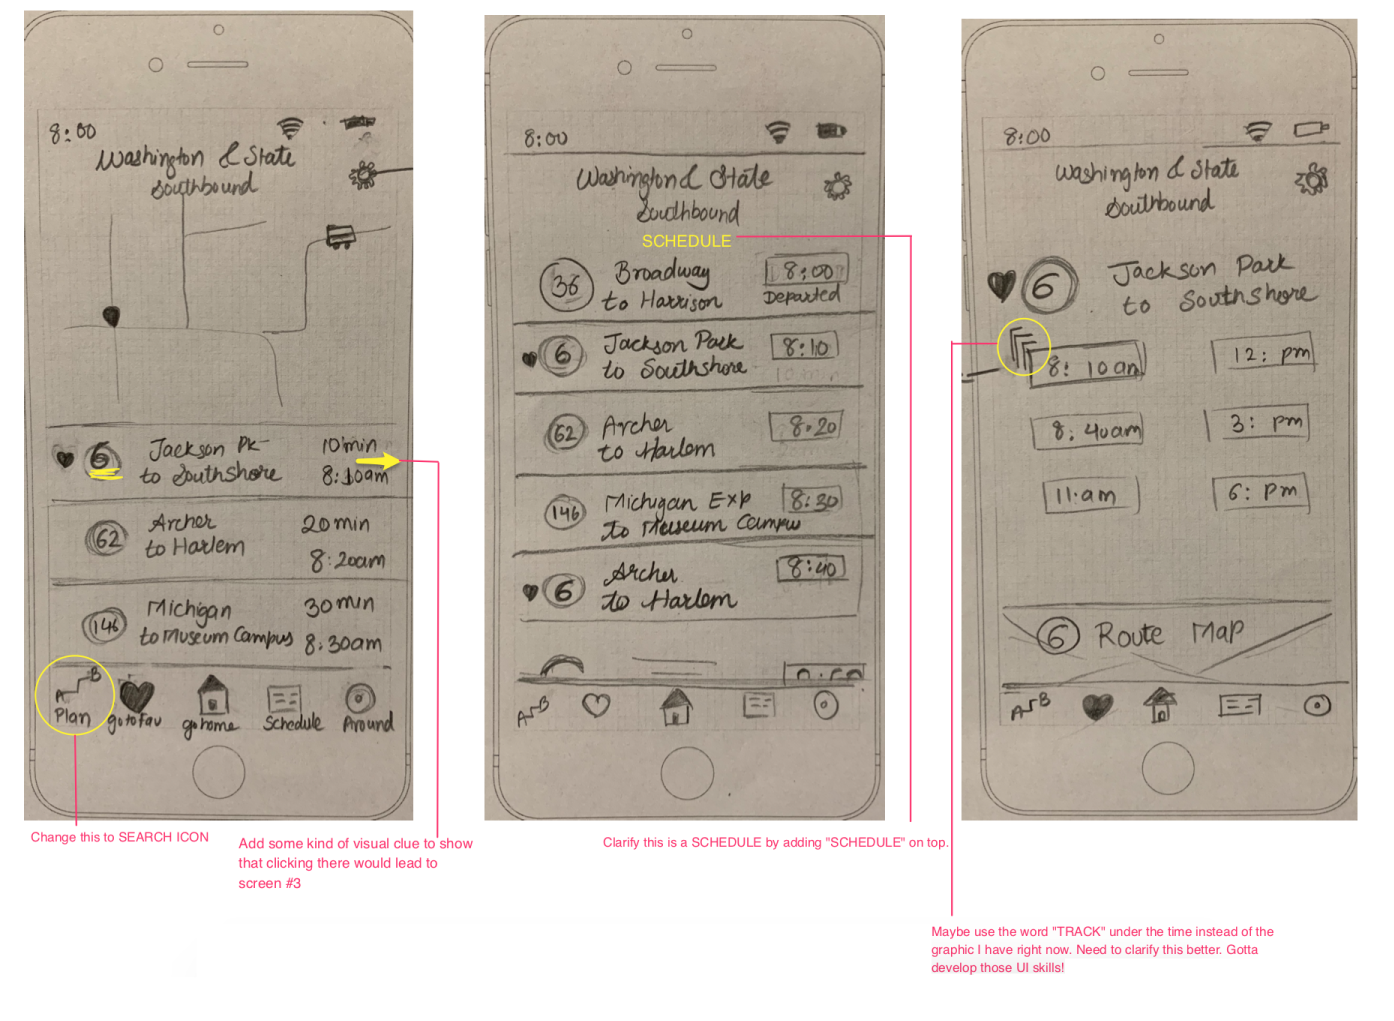 8:00
Washington & State
Southbound
6
Jackson Pk
to Southshore
10min
8:10am
62
Archer
to Harlem
20min
8:20am
146
Michigan
to Museum Campus
30min
8:30am
A B
Plan
go to Fav
go home
Schedule
Around
Change this to SEARCH ICON
Add some kind of visual clue to show
that clicking there would lead to
screen #3
8:00
Washington & State
Southbound
SCHEDULE
36
Broadway
to Harrison
8:00
Departed
6
Jackson Park
to Southshore
8:10
10 min
62
Archer
to Harlem
8:20
146
Michigan Exp
to Museum Campus
8:30
6
Archer
to Harlem
8:40
A B
Clarify this is a SCHEDULE by adding "SCHEDULE" on top.
8:00
Washington & State
Southbound
6
Jackson Park
to Southshore
8:10am
12: pm
8:40am
3: pm
11.am
6: pm
6 Route Map
A B
Maybe use the word "TRACK" under the time instead of the
graphic I have right now. Need to clarify this better. Gotta
develop those UI skills!